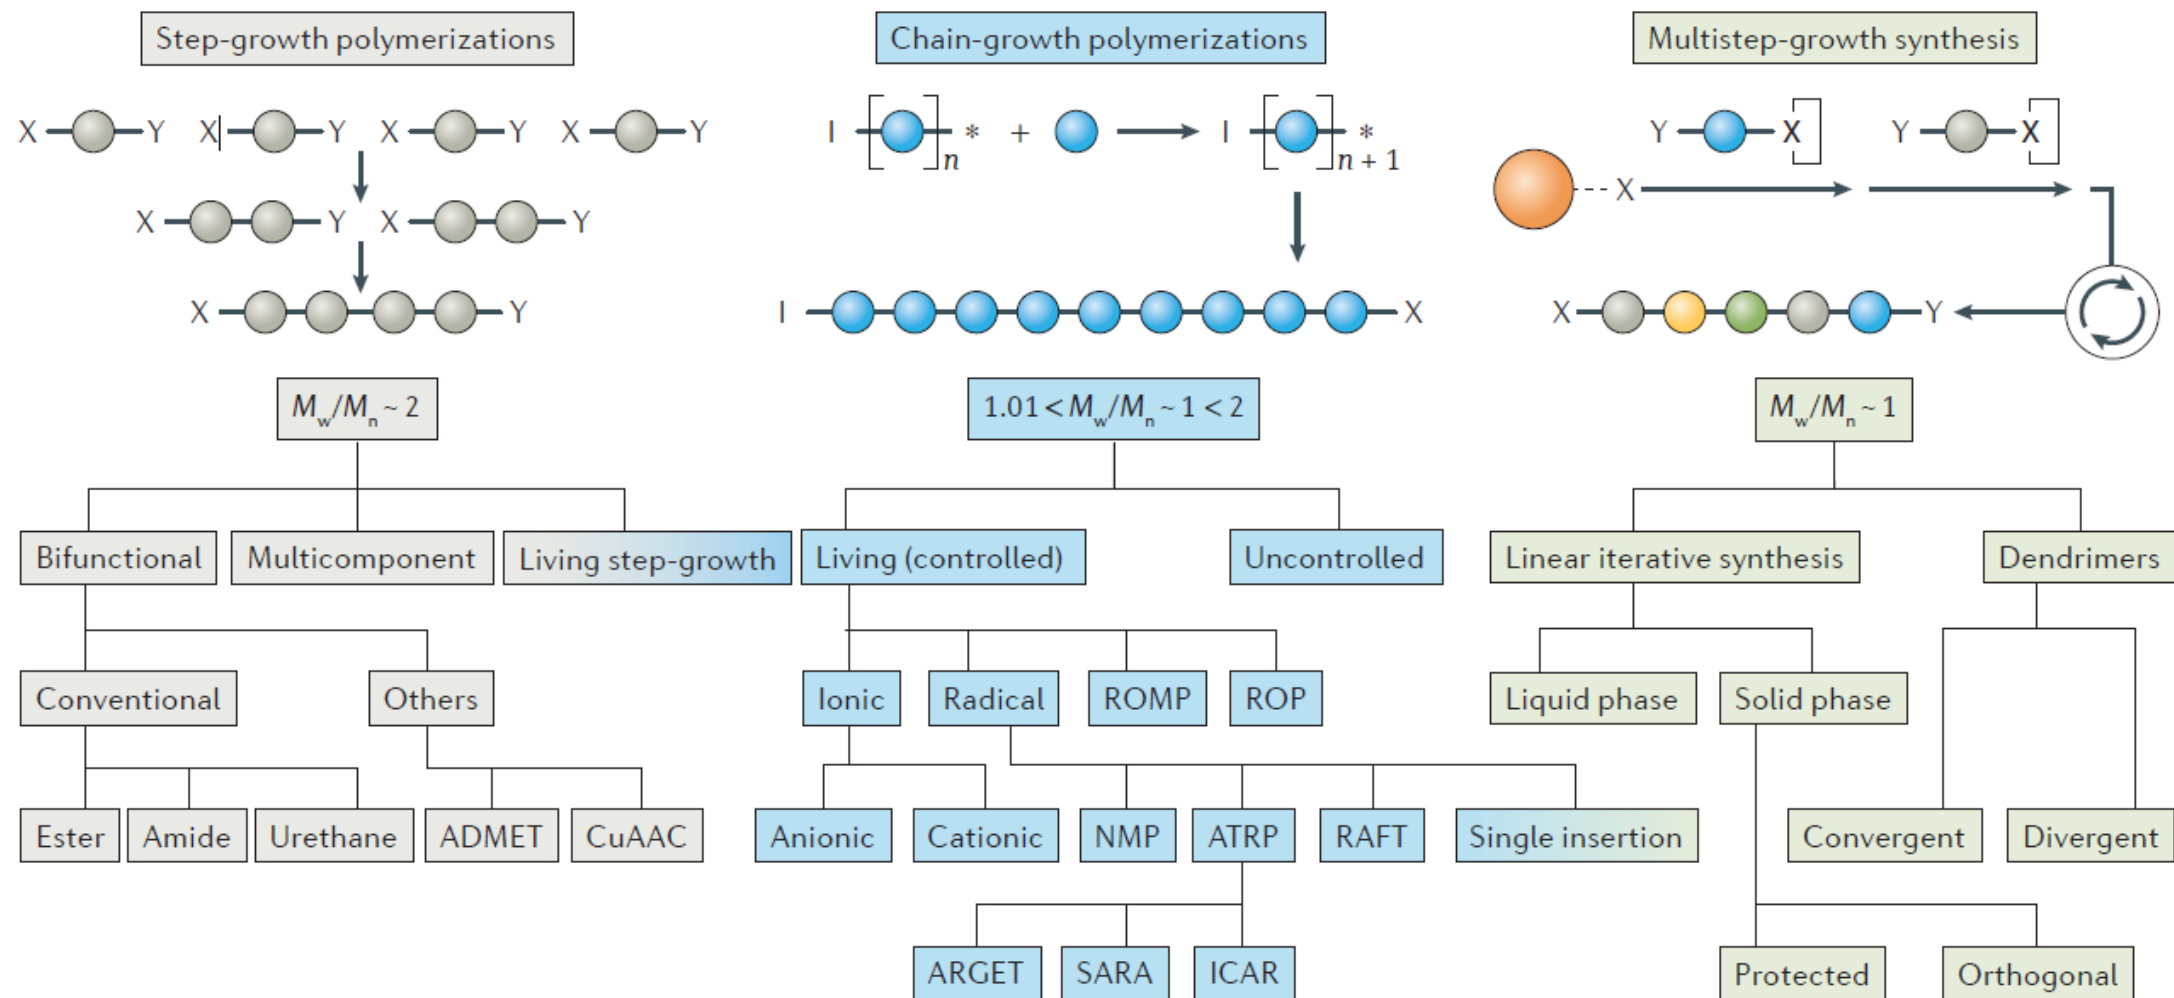 Step-growth polymerizations
Chain-growth polymerizations
Multistep-growth synthesis
X Y X Y X Y X Y
X Y X Y
X Y
I [ ]n * + I [ ]n + 1 *
I X
Y X Y X
X
X Y
Mw/Mn ~ 2
1.01 < Mw/Mn ~ 1 < 2
Mw/Mn ~ 1
Bifunctional Multicomponent Living step-growth
Living (controlled) Uncontrolled
Linear iterative synthesis Dendrimers
Conventional Others
Ionic Radical ROMP ROP
Liquid phase Solid phase
Ester Amide Urethane ADMET CuAAC
Anionic Cationic NMP ATRP RAFT Single insertion
Convergent Divergent
ARGET SARA ICAR
Protected Orthogonal